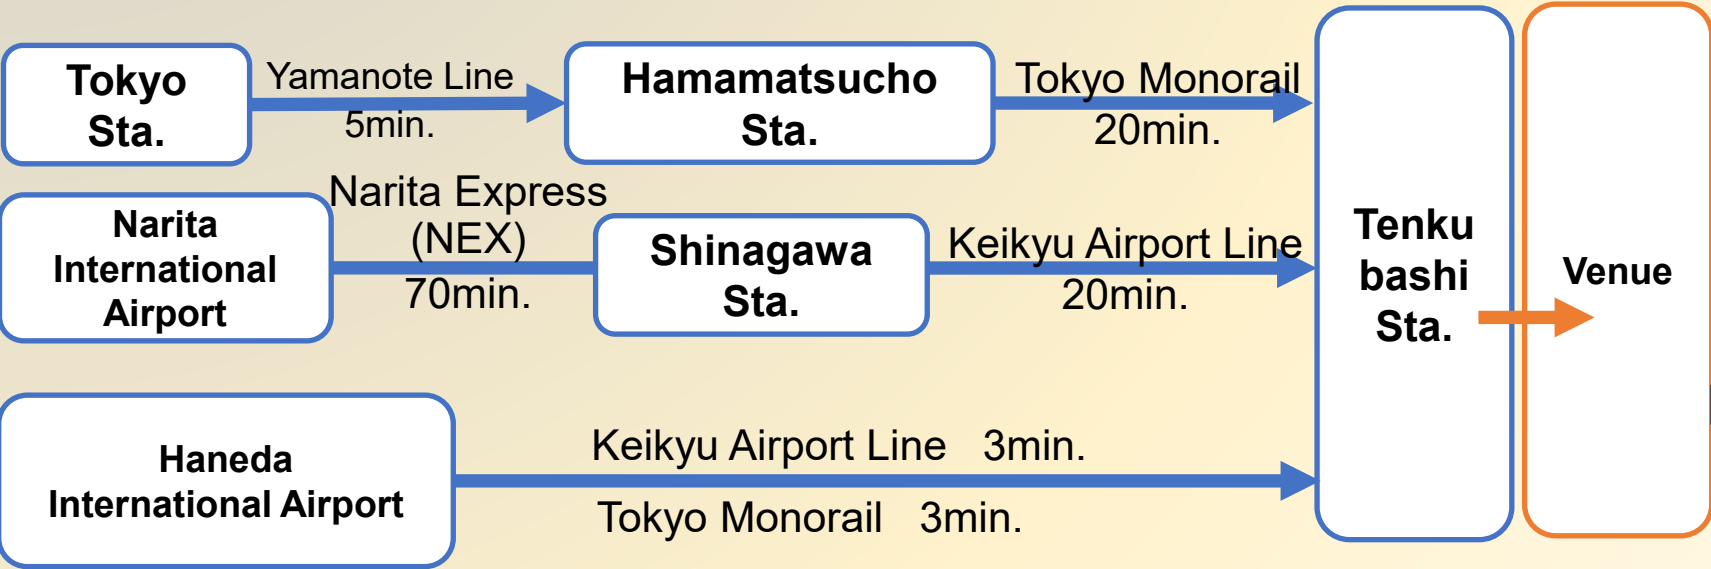 Tokyo
Sta.
Yamanote Line
5min.
Hamamatsucho
Sta.
Tokyo Monorail
20min.
Narita
International
Airport
Narita Express
(NEX)
70min.
Shinagawa
Sta.
Keikyu Airport Line
20min.
Haneda
International Airport
Keikyu Airport Line 3min.
Tokyo Monorail 3min.
Tenku
bashi
Sta.
Venue